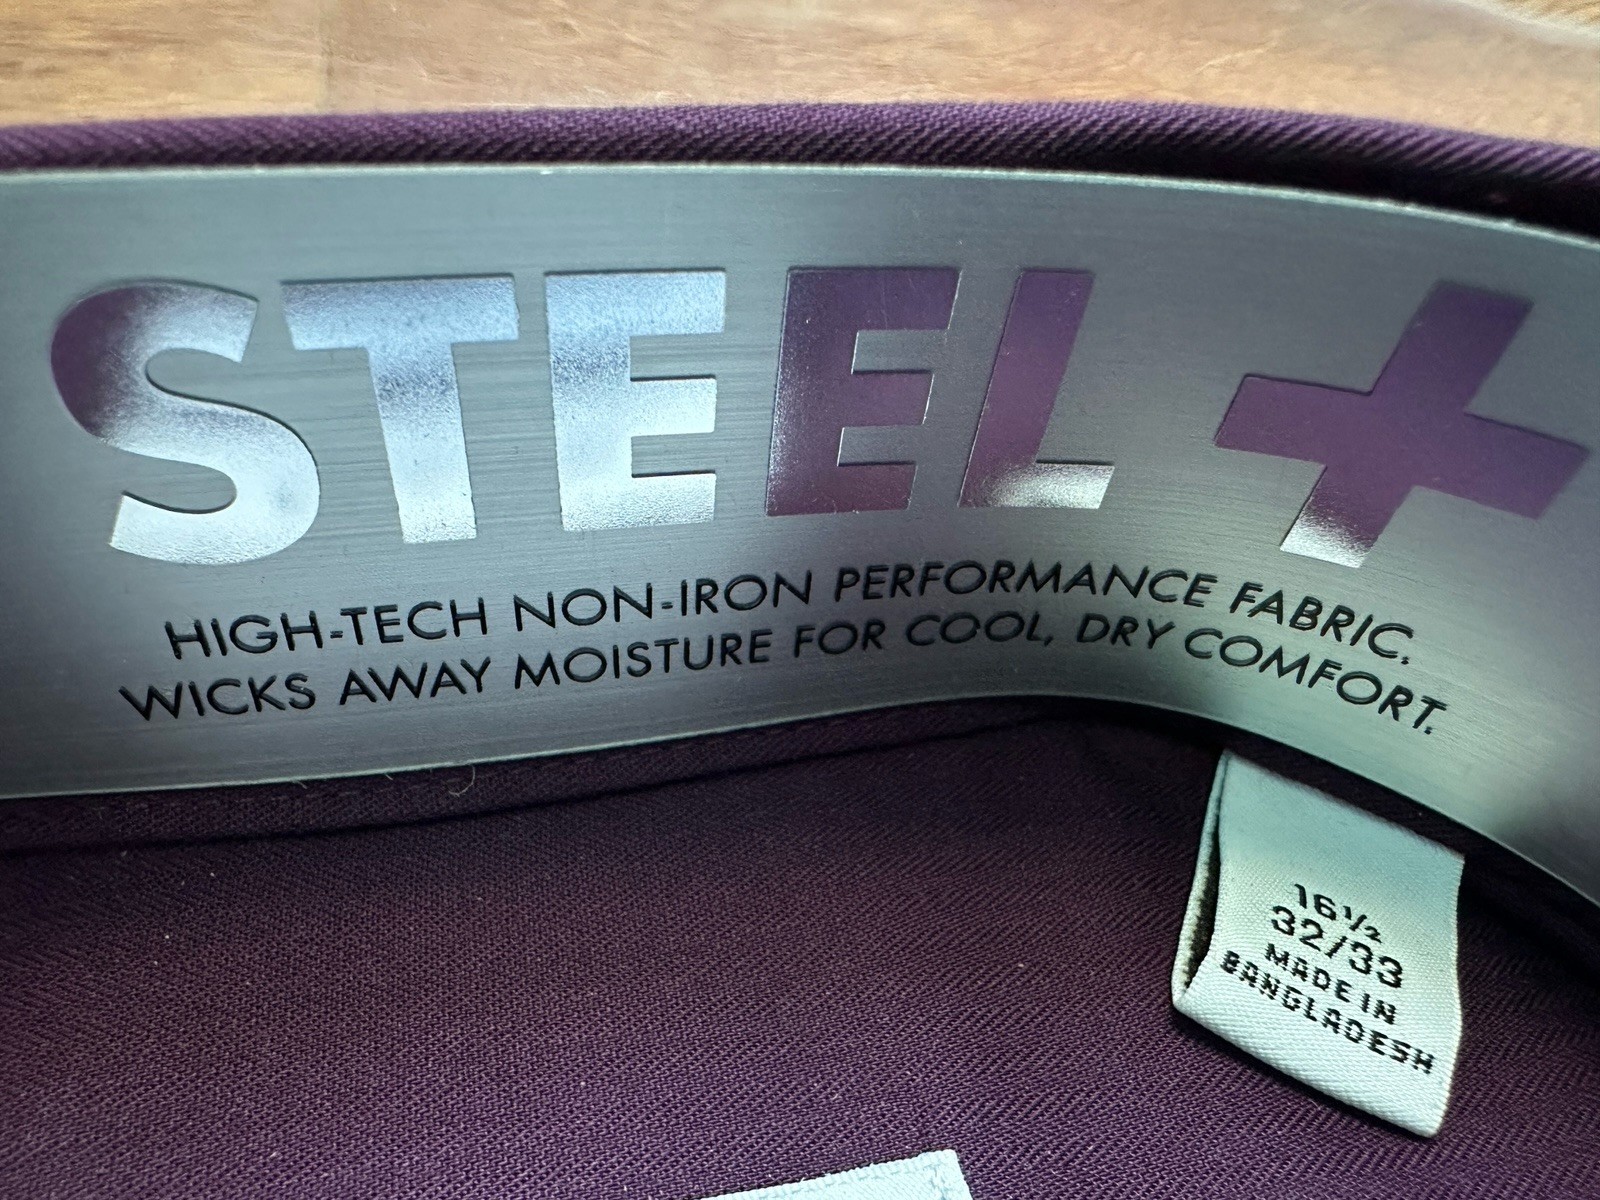 STEEL+
HIGH-TECH NON-IRON PERFORMANCE FABRIC.
WICKS AWAY MOISTURE FOR COOL, DRY COMFORT.
16½
32/33
MADE IN
BANGLADESH